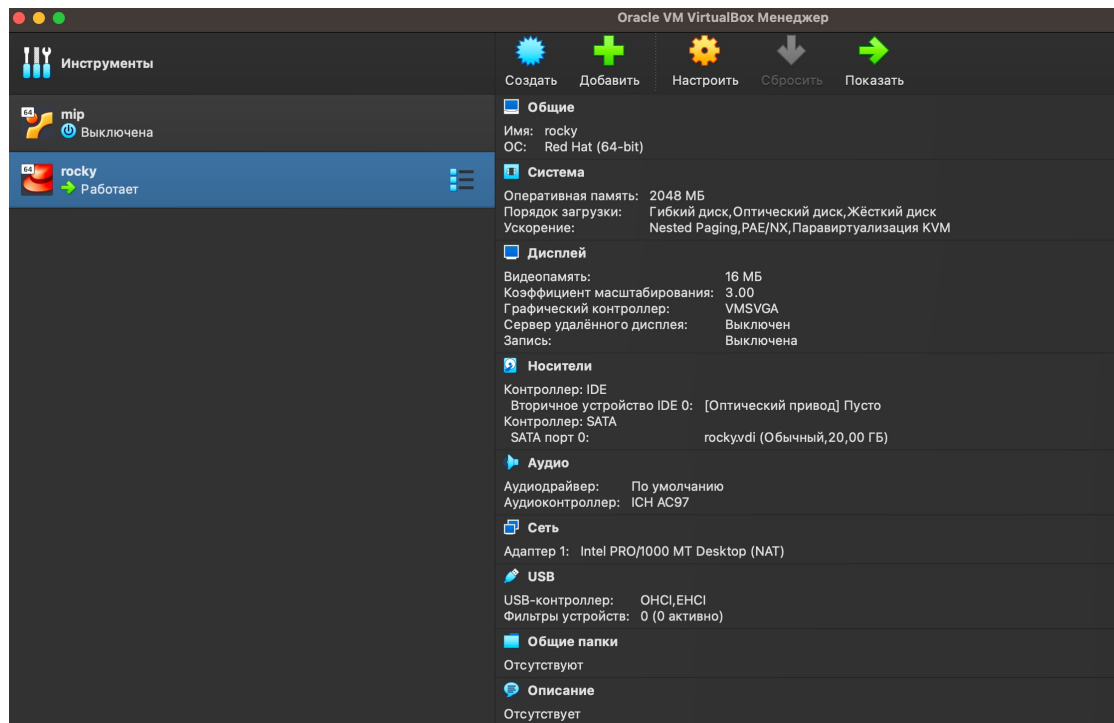 Oracle VM VirtualBox Менеджер
Инструменты
Создать Добавить Настроить Сбросить Показать
64 mip
Выключена
64 rocky
Работает
Общие
Имя: rocky
ОС: Red Hat (64-bit)
Система
Оперативная память: 2048 МБ
Порядок загрузки: Гибкий диск,Оптический диск,Жёсткий диск
Ускорение: Nested Paging,PAE/NX,Паравиртуализация KVM
Дисплей
Видеопамять: 16 МБ
Коэффициент масштабирования: 3.00
Графический контроллер: VMSVGA
Сервер удалённого дисплея: Выключен
Запись: Выключена
Носители
Контроллер: IDE
Вторичное устройство IDE 0: [Оптический привод] Пусто
Контроллер: SATA
SATA порт 0: rocky.vdi (Обычный,20,00 ГБ)
Аудио
Аудиодрайвер: По умолчанию
Аудиоконтроллер: ICH AC97
Сеть
Адаптер 1: Intel PRO/1000 MT Desktop (NAT)
USB
USB-контроллер: OHCI,EHCI
Фильтры устройств: 0 (0 активно)
Общие папки
Отсутствуют
Описание
Отсутствует